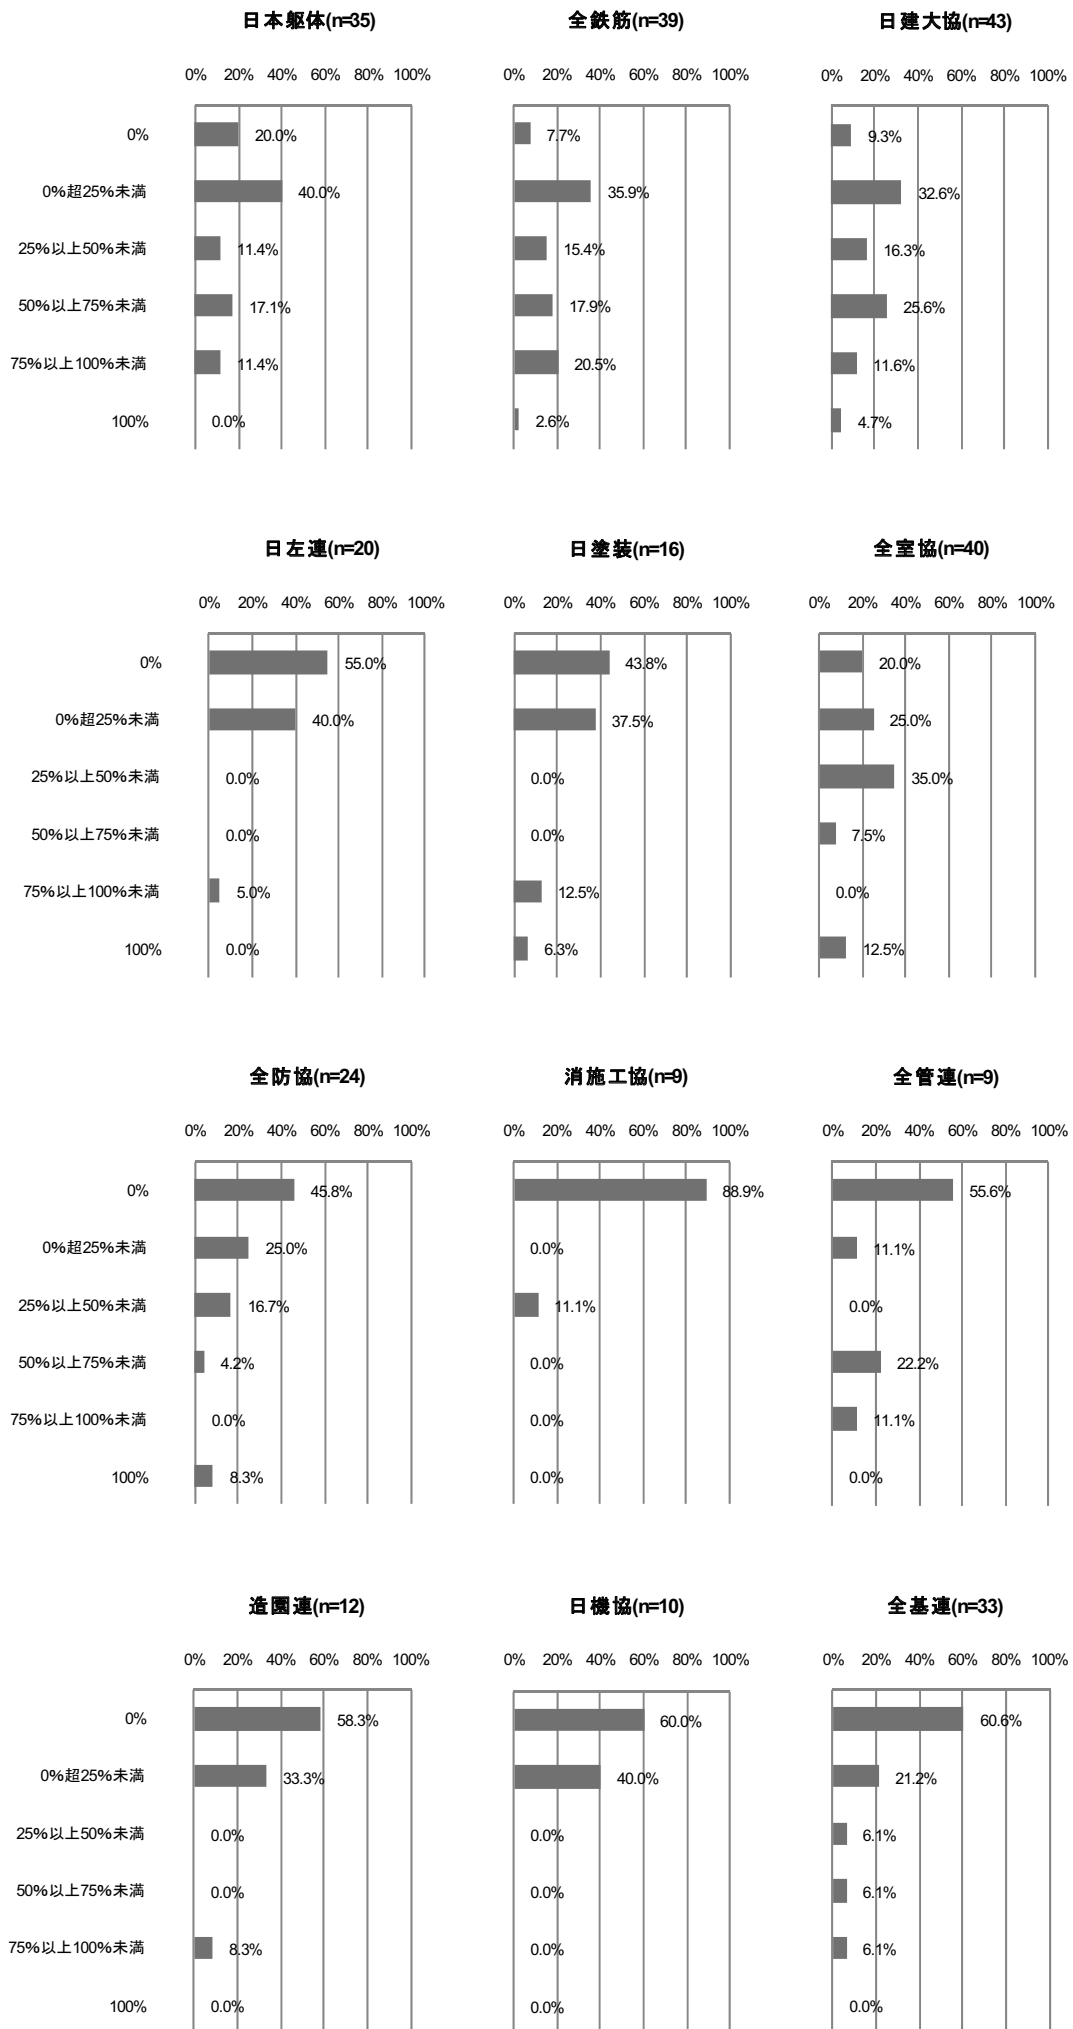 日本躯体(n=35) 全鉄筋(n=39) 日建大協(n=43)
0% 20% 40% 60% 80% 100% 0% 20% 40% 60% 80% 100% 0% 20% 40% 60% 80% 100%
0% 20.0% 7.7% 9.3%
0%超25%未満 40.0% 35.9% 32.6%
25%以上50%未満 11.4% 15.4% 16.3%
50%以上75%未満 17.1% 17.9% 25.6%
75%以上100%未満 11.4% 20.5% 11.6%
100% 0.0% 2.6% 4.7%
日左連(n=20) 日塗装(n=16) 全室協(n=40)
0% 20% 40% 60% 80% 100% 0% 20% 40% 60% 80% 100% 0% 20% 40% 60% 80% 100%
0% 55.0% 43.8% 20.0%
0%超25%未満 40.0% 37.5% 25.0%
25%以上50%未満 0.0% 0.0% 35.0%
50%以上75%未満 0.0% 0.0% 7.5%
75%以上100%未満 5.0% 12.5% 0.0%
100% 0.0% 6.3% 12.5%
全防協(n=24) 消施工協(n=9) 全管連(n=9)
0% 20% 40% 60% 80% 100% 0% 20% 40% 60% 80% 100% 0% 20% 40% 60% 80% 100%
0% 45.8% 88.9% 55.6%
0%超25%未満 25.0% 0.0% 11.1%
25%以上50%未満 16.7% 11.1% 0.0%
50%以上75%未満 4.2% 0.0% 22.2%
75%以上100%未満 0.0% 0.0% 11.1%
100% 8.3% 0.0% 0.0%
造園連(n=12) 日機協(n=10) 全基連(n=33)
0% 20% 40% 60% 80% 100% 0% 20% 40% 60% 80% 100% 0% 20% 40% 60% 80% 100%
0% 58.3% 60.0% 60.6%
0%超25%未満 33.3% 40.0% 21.2%
25%以上50%未満 0.0% 0.0% 6.1%
50%以上75%未満 0.0% 0.0% 6.1%
75%以上100%未満 8.3% 0.0% 6.1%
100% 0.0% 0.0% 0.0%